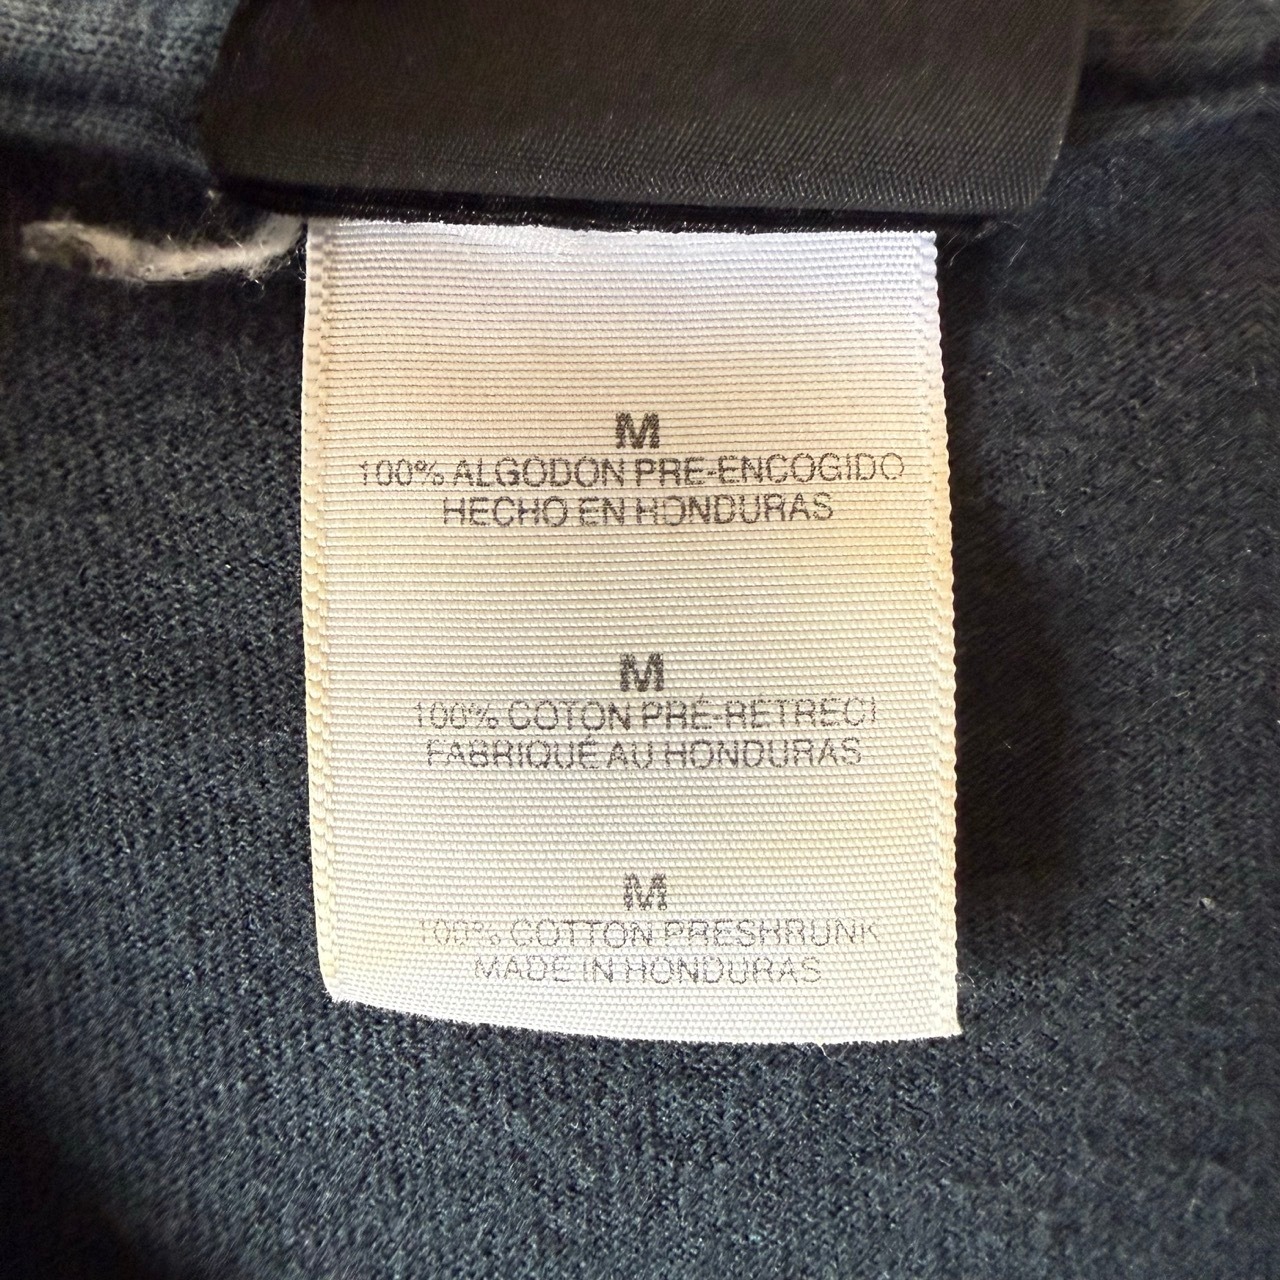 M
100% ALGODON PRE-ENCOGIDO
HECHO EN HONDURAS
M
100% COTON PRÉ-RÉTRECI
FABRIQUÉ AU HONDURAS
M
100% COTTON PRESHRUNK
MADE IN HONDURAS